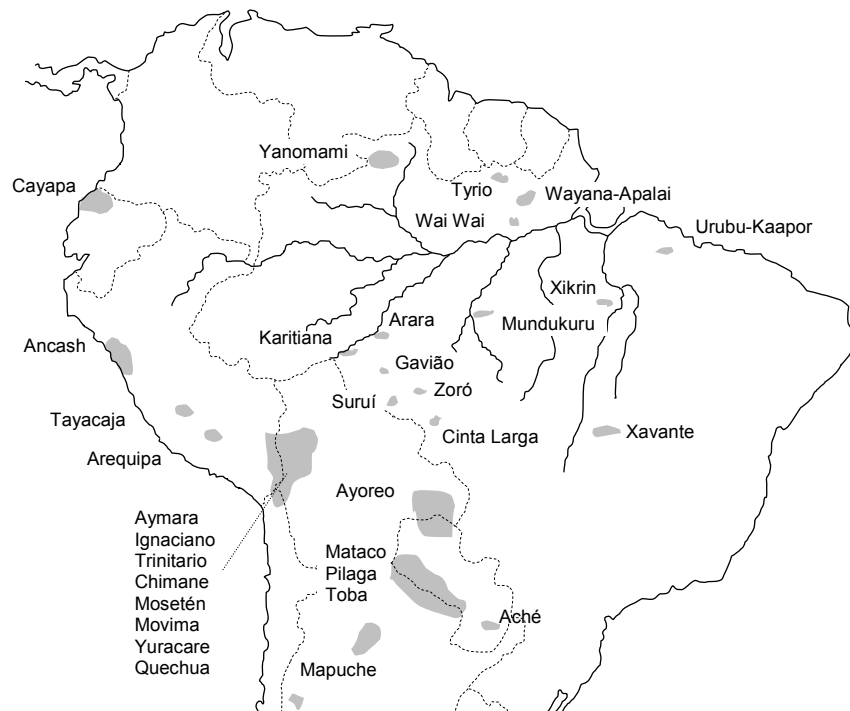 Yanomami
Cayapa
Tyrio
Wayana-Apalai
Wai Wai
Urubu-Kaapor
Xikrin
Arara
Mundukuru
Karitiana
Ancash
Gavião
Zoró
Suruí
Tayacaja
Cinta Larga
Xavante
Arequipa
Ayoreo
Aymara
Ignaciano
Trinitario
Chimane
Mosetén
Movima
Yuracare
Quechua
Mataco
Pilaga
Toba
Aché
Mapuche